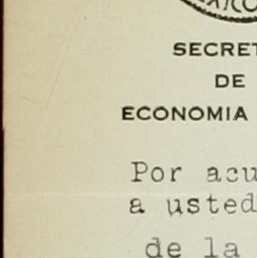 SECRET
DE
ECONOMIA
Por acu
a usted
de la